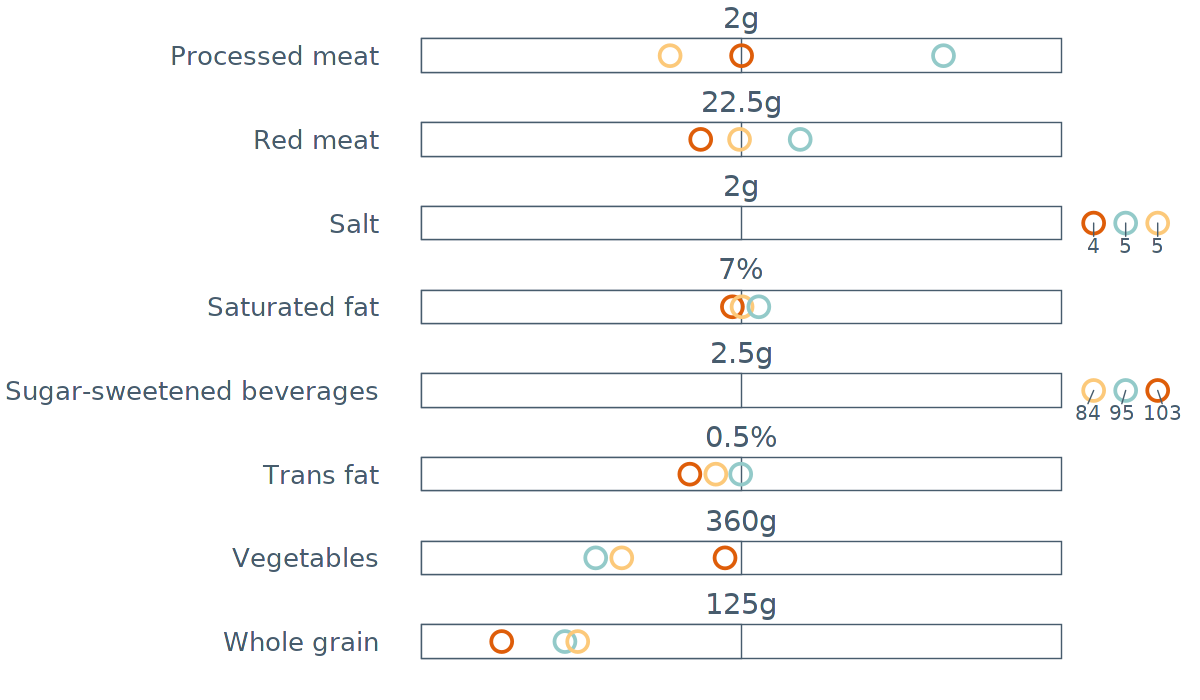 2g
Processed meat
22.5g
Red meat
2g
Salt
4 5 5
7%
Saturated fat
2.5g
Sugar-sweetened beverages
84 95 103
0.5%
Trans fat
360g
Vegetables
125g
Whole grain